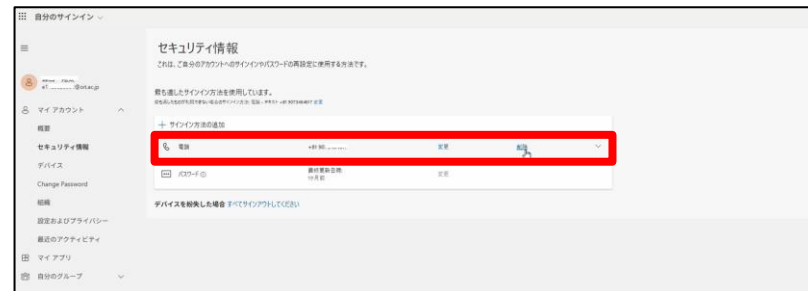 自分のサインイン
セキュリティ情報
これは、ご自分のアカウントへのサインインやパスワードの再設定に使用する方法です。
最も適したサインイン方法を使用しています。
変更
+ サインイン方法の追加
電話 +81 90 変更 削除
パスワード 最終更新日時: 変更
10 月前
デバイスを紛失した場合 すべてサインアウトしてください
@oit.ac.jp
マイ アカウント
概要
セキュリティ情報
デバイス
Change Password
組織
設定およびプライバシー
最近のアクティビティ
マイ アプリ
自分のグループ